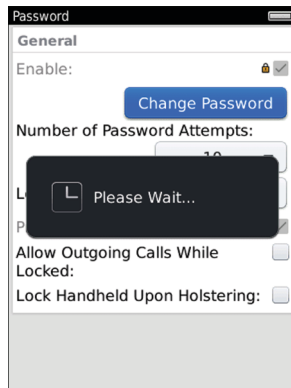 Password
General
Enable:
Change Password
Number of Password Attempts:
10
Please Wait...
Allow Outgoing Calls While
Locked:
Lock Handheld Upon Holstering: